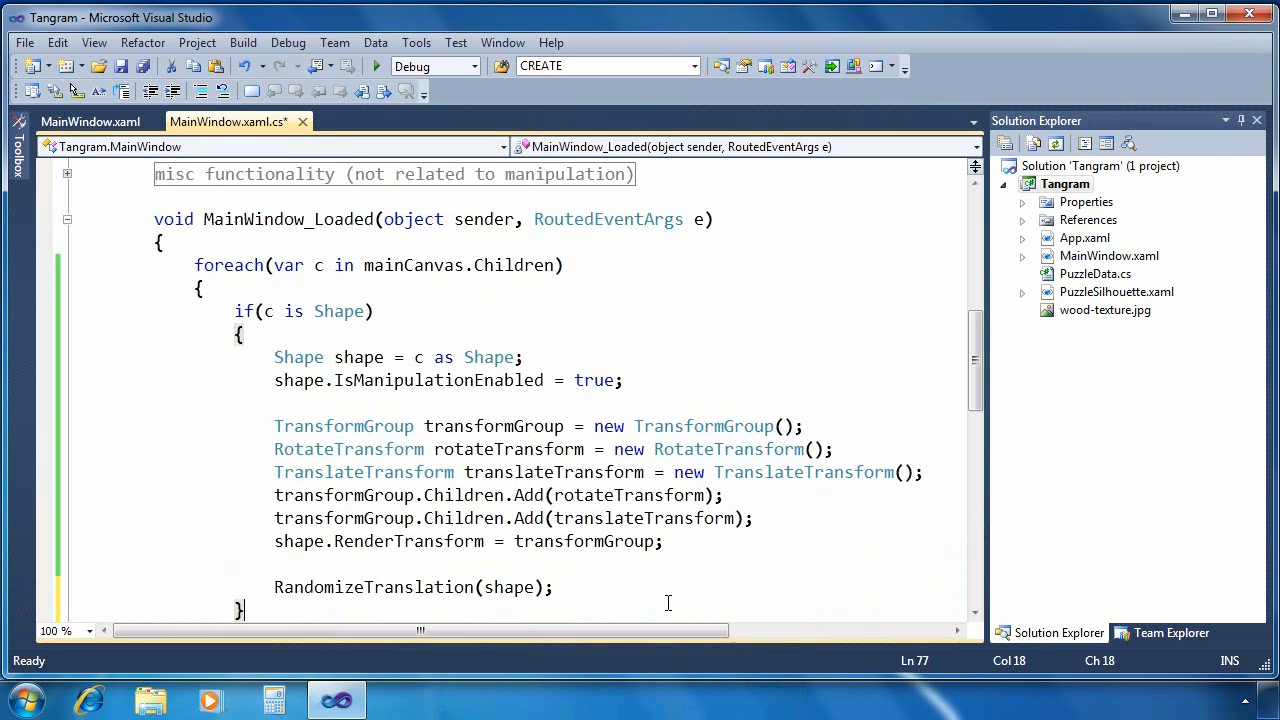 Tangram - Microsoft Visual Studio
File Edit View Refactor Project Build Debug Team Data Tools Test Window Help
Debug CREATE
MainWindow.xaml MainWindow.xaml.cs*
Toolbox
Tangram.MainWindow MainWindow_Loaded(object sender, RoutedEventArgs e)
misc functionality (not related to manipulation)
void MainWindow_Loaded(object sender, RoutedEventArgs e)
{
foreach(var c in mainCanvas.Children)
{
if(c is Shape)
{
Shape shape = c as Shape;
shape.IsManipulationEnabled = true;
TransformGroup transformGroup = new TransformGroup();
RotateTransform rotateTransform = new RotateTransform();
TranslateTransform translateTransform = new TranslateTransform();
transformGroup.Children.Add(rotateTransform);
transformGroup.Children.Add(translateTransform);
shape.RenderTransform = transformGroup;
RandomizeTranslation(shape);
}
100 %
Solution Explorer
Solution 'Tangram' (1 project)
Tangram
Properties
References
App.xaml
MainWindow.xaml
PuzzleData.cs
PuzzleSilhouette.xaml
wood-texture.jpg
Solution Explorer Team Explorer
Ready Ln 77 Col 18 Ch 18 INS